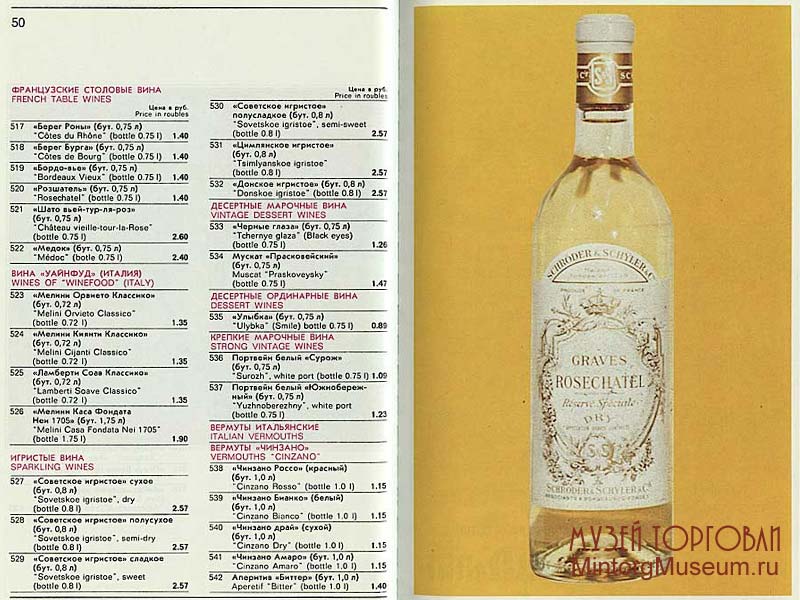 50
ФРАНЦУЗСКИЕ СТОЛОВЫЕ ВИНА
FRENCH TABLE WINES
Цена в руб.
Price in roubles
517 «Берег Роны» (бут. 0,75 л)
"Côtes du Rhône" (bottle 0.75 l) 1.40
518 «Берег Бурга» (бут. 0,75 л)
"Côtes de Bourg" (bottle 0.75 l) 1.40
519 «Бордо-вье» (бут. 0,75 л)
"Bordeaux Vieux" (bottle 0.75 l) 1.40
520 «Розшатель» (бут. 0,75 л)
"Rosechatel" (bottle 0.75 l) 1.40
521 «Шато вьей-тур-ля-роз»
(бут. 0,75 л)
"Château vieille-tour-la-Rose"
(bottle 0.75 l) 2.60
522 «Медок» (бут. 0,75 л)
"Médoc" (bottle 0.75 l) 2.40
ВИНА «УАЙНФУД» (ИТАЛИЯ)
WINES OF "WINEFOOD" (ITALY)
523 «Мелини Орвието Классико»
(бут. 0,72 л)
"Melini Orvieto Classico"
(bottle 0.72 l) 1.35
524 «Мелини Кианти Классико»
(бут. 0,72 л)
"Melini Cijanti Classico"
(bottle 0.72 l) 1.35
525 «Ламберти Соав Классико»
(бут. 0,72 л)
"Lamberti Soave Classico"
(bottle 0.72 l) 1.35
526 «Мелини Каса Фондата
Неи 1705» (бут. 1,75 л)
"Melini Casa Fondata Nei 1705"
(bottle 1.75 l) 1.90
ИГРИСТЫЕ ВИНА
SPARKLING WINES
527 «Советское игристое» сухое
(бут. 0,8 л)
"Sovetskoe igristoe", dry
(bottle 0.8 l) 2.57
528 «Советское игристое» полусухое
(бут. 0,8 л)
"Sovetskoe igristoe", semi-dry
(bottle 0.8 l) 2.57
529 «Советское игристое» сладкое
(бут. 0,8 л)
"Sovetskoe igristoe", sweet
(bottle 0.8 l) 2.57
Цена в руб.
Price in roubles
530 «Советское игристое»
полусладкое (бут. 0,8 л)
"Sovetskoe igristoe", semi-sweet
(bottle 0.8 l) 2.57
531 «Цимлянское игристое»
(бут. 0,8 л)
"Tsimlyanskoe igristoe"
(bottle 0.8 l) 2.57
532 «Донское игристое» (бут. 0,8 л)
"Donskoe igristoe" (bottle 0.8 l) 2.57
ДЕСЕРТНЫЕ МАРОЧНЫЕ ВИНА
VINTAGE DESSERT WINES
533 «Черные глаза» (бут. 0,75 л)
"Tchernye glaza" (Black eyes)
(bottle 0.75 l) 1.26
534 Мускат «Прасковейский»
(бут. 0,75 л)
Muscat "Praskoveysky"
(bottle 0.75 l) 1.47
ДЕСЕРТНЫЕ ОРДИНАРНЫЕ ВИНА
DESSERT WINES
535 «Улыбка» (бут. 0,75 л)
"Ulybka" (Smile) bottle 0.75 l) 0.89
КРЕПКИЕ МАРОЧНЫЕ ВИНА
STRONG VINTAGE WINES
536 Портвейн белый «Сурож»
(бут. 0,75 л)
"Surozh", white port (bottle 0.75 l) 1.09
537 Портвейн белый «Южнобереж-
ный» (бут. 0,75 л)
"Yuzhnoberezhny", white port
(bottle 0.75 l) 1.23
ВЕРМУТЫ ИТАЛЬЯНСКИЕ
ITALIAN VERMOUTHS
ВЕРМУТЫ «ЧИНЗАНО»
VERMOUTHS "CINZANO"
538 «Чинзано Россо» (красный)
(бут. 1,0 л)
"Cinzano Rosso" (bottle 1.0 l) 1.15
539 «Чинзано Бианко» (белый)
(бут. 1,0 л)
"Cinzano Bianco" (bottle 1.0 l) 1.15
540 «Чинзано драй» (сухой)
(бут. 1,0 л)
"Cinzano Dry" (bottle 1.0 l) 1.15
541 «Чинзано Амаро» (бут. 1,0 л)
"Cinzano Amaro" (bottle 1.0 l) 1.15
542 Аперитив «Биттер» (бут. 1,0 л)
Aperetif "Bitter" (bottle 1.0 l) 1.40
S&S
SCHRÖDER & SCHŸLER & Cº
GRAVES
ROSECHATEL
Réserve Spéciale
DRY
S&S
SCHRÖDER & SCHŸLER & Cº
МУЗЕЙ ТОРГОВЛИ
MintorgMuseum.ru